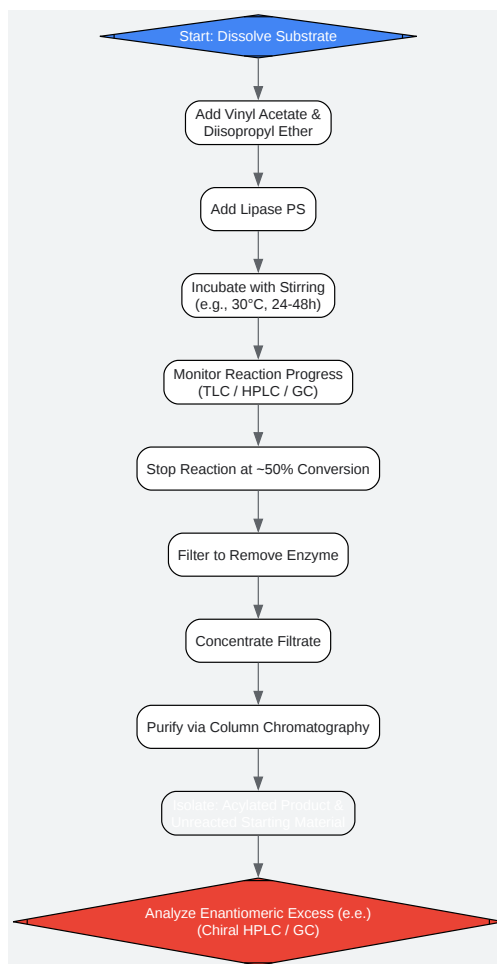 Start: Dissolve Substrate
Add Vinyl Acetate &
Diisopropyl Ether
Add Lipase PS
Incubate with Stirring
(e.g., 30°C, 24-48h)
Monitor Reaction Progress
(TLC / HPLC / GC)
Stop Reaction at ~50% Conversion
Filter to Remove Enzyme
Concentrate Filtrate
Purify via Column Chromatography
Isolate: Acylated Product &
Unreacted Starting Material
Analyze Enantiomeric Excess (e.e.)
(Chiral HPLC / GC)